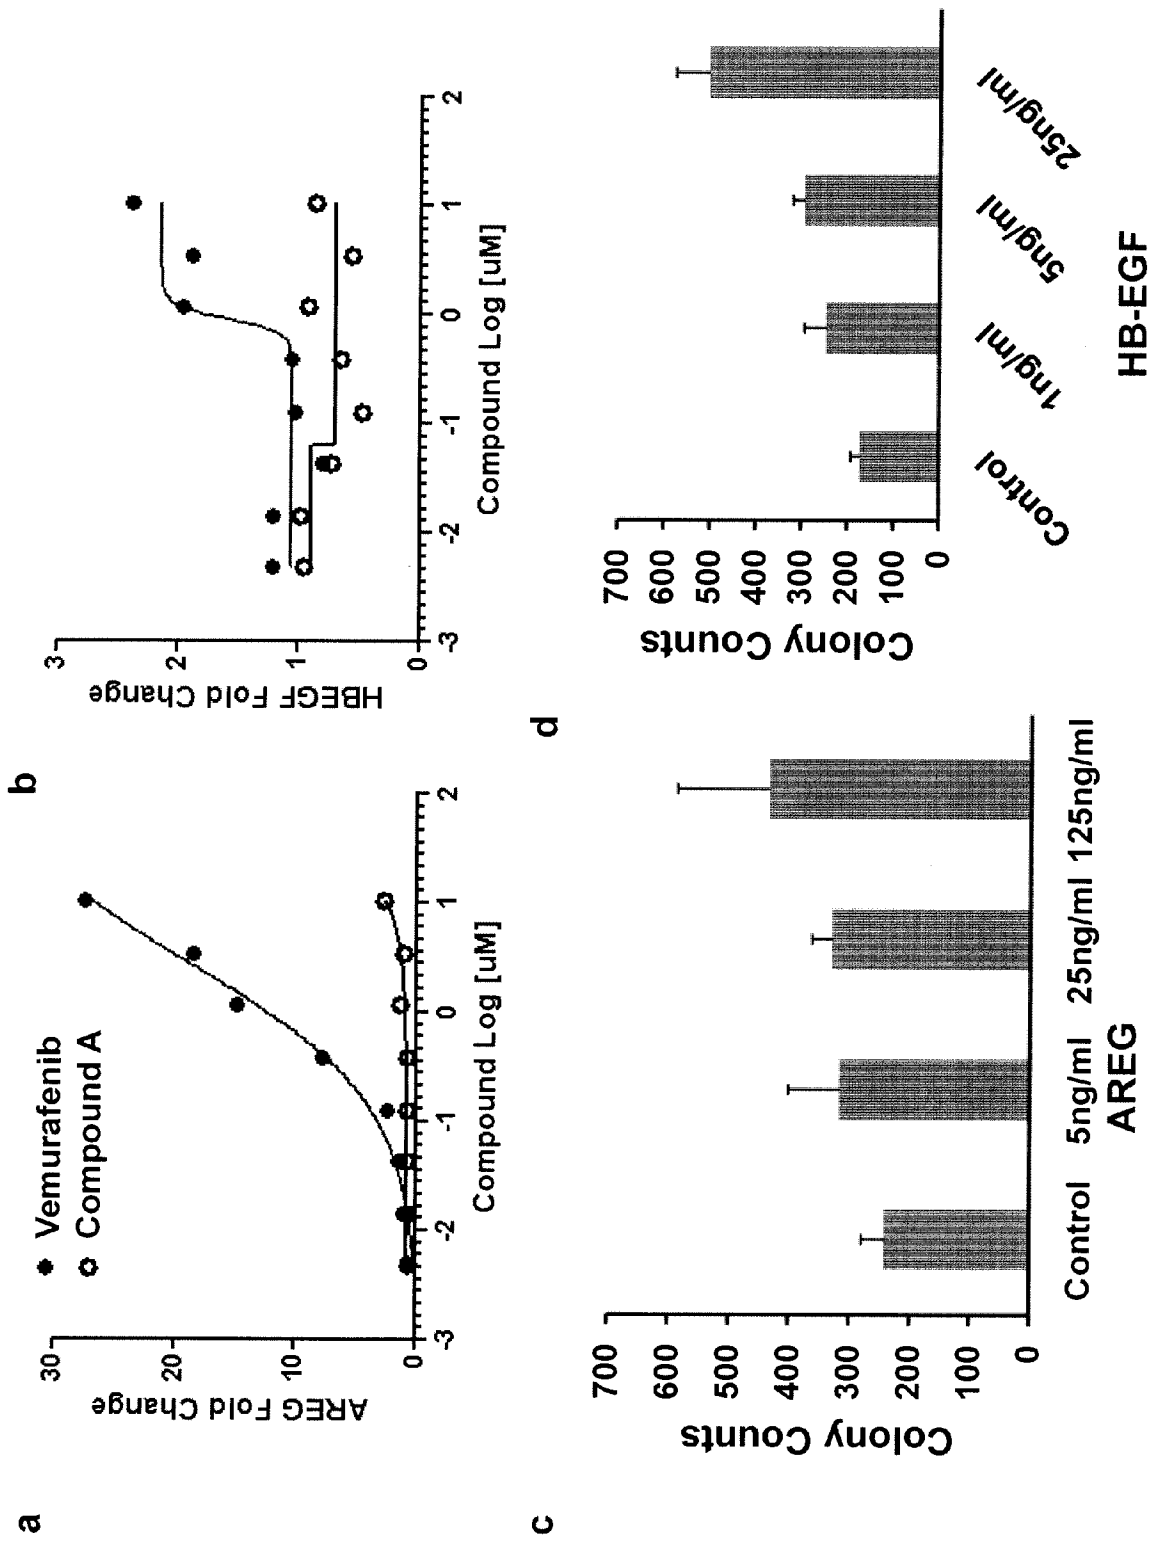 a
Vemurafenib
Compound A
AREG Fold Change
30
20
10
0
-3
-2
-1
0
1
2
Compound Log [uM]
b
HBEGF Fold Change
3
2
1
0
-3
-2
-1
0
1
2
Compound Log [uM]
c
Colony Counts
700
600
500
400
300
200
100
0
Control 5ng/ml 25ng/ml 125ng/ml
AREG
d
Colony Counts
700
600
500
400
300
200
100
0
Control 1ng/ml 5ng/ml 25ng/ml
HB-EGF